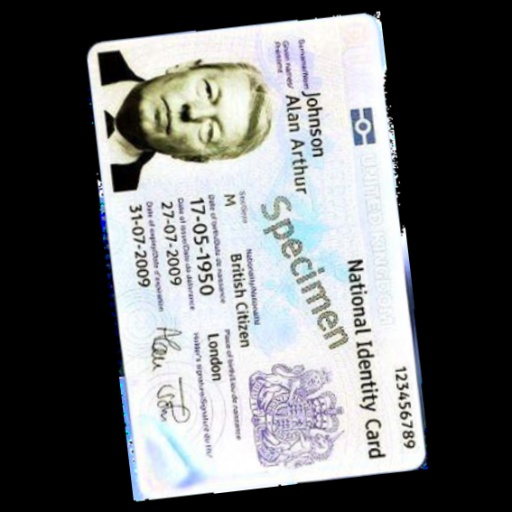 UNITED KINGDOM
National Identity Card
123456789
Surname/Nom
Johnson
Given names/Prénoms
Alan Arthur
Specimen
Sex/Sexe
M
Nationality/Nationalité
British Citizen
Date of birth/Date de naissance
17-05-1950
Place of birth/Lieu de naissance
London
Date of issue/Date de délivrance
27-07-2009
Date of expiry/Date d'expiration
31-07-2009
Holder's signature/Signature du